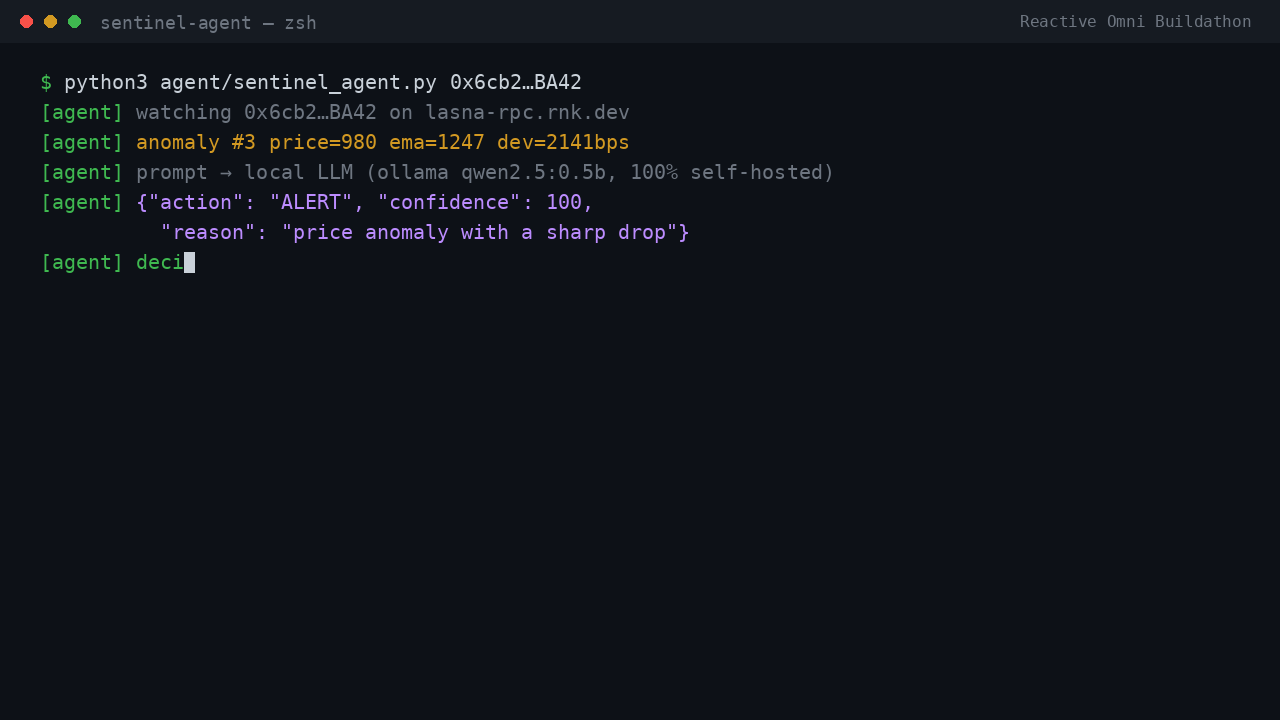 sentinel-agent — zsh
Reactive Omni Buildathon
$ python3 agent/sentinel_agent.py 0x6cb2…BA42
[agent] watching 0x6cb2…BA42 on lasna-rpc.rnk.dev
[agent] anomaly #3 price=980 ema=1247 dev=2141bps
[agent] prompt → local LLM (ollama qwen2.5:0.5b, 100% self-hosted)
[agent] {"action": "ALERT", "confidence": 100,
"reason": "price anomaly with a sharp drop"}
[agent] deci